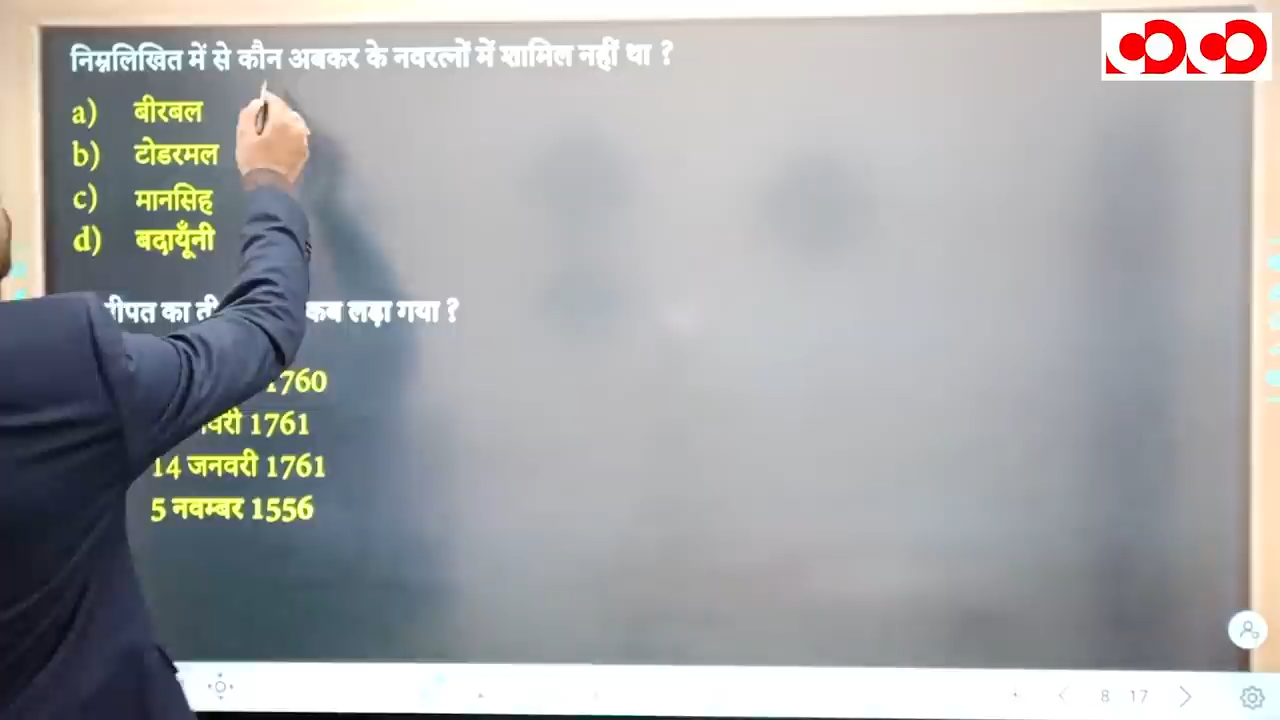 निम्नलिखित में से कौन अबकर के नवरत्नों में शामिल नहीं था ?
a) बीरबल
b) टोडरमल
c) मानसिह
d) बदायूँनी
का कब लड़ा गया ?
1760
1761
14 जनवरी 1761
5 नवम्बर 1556
8 17